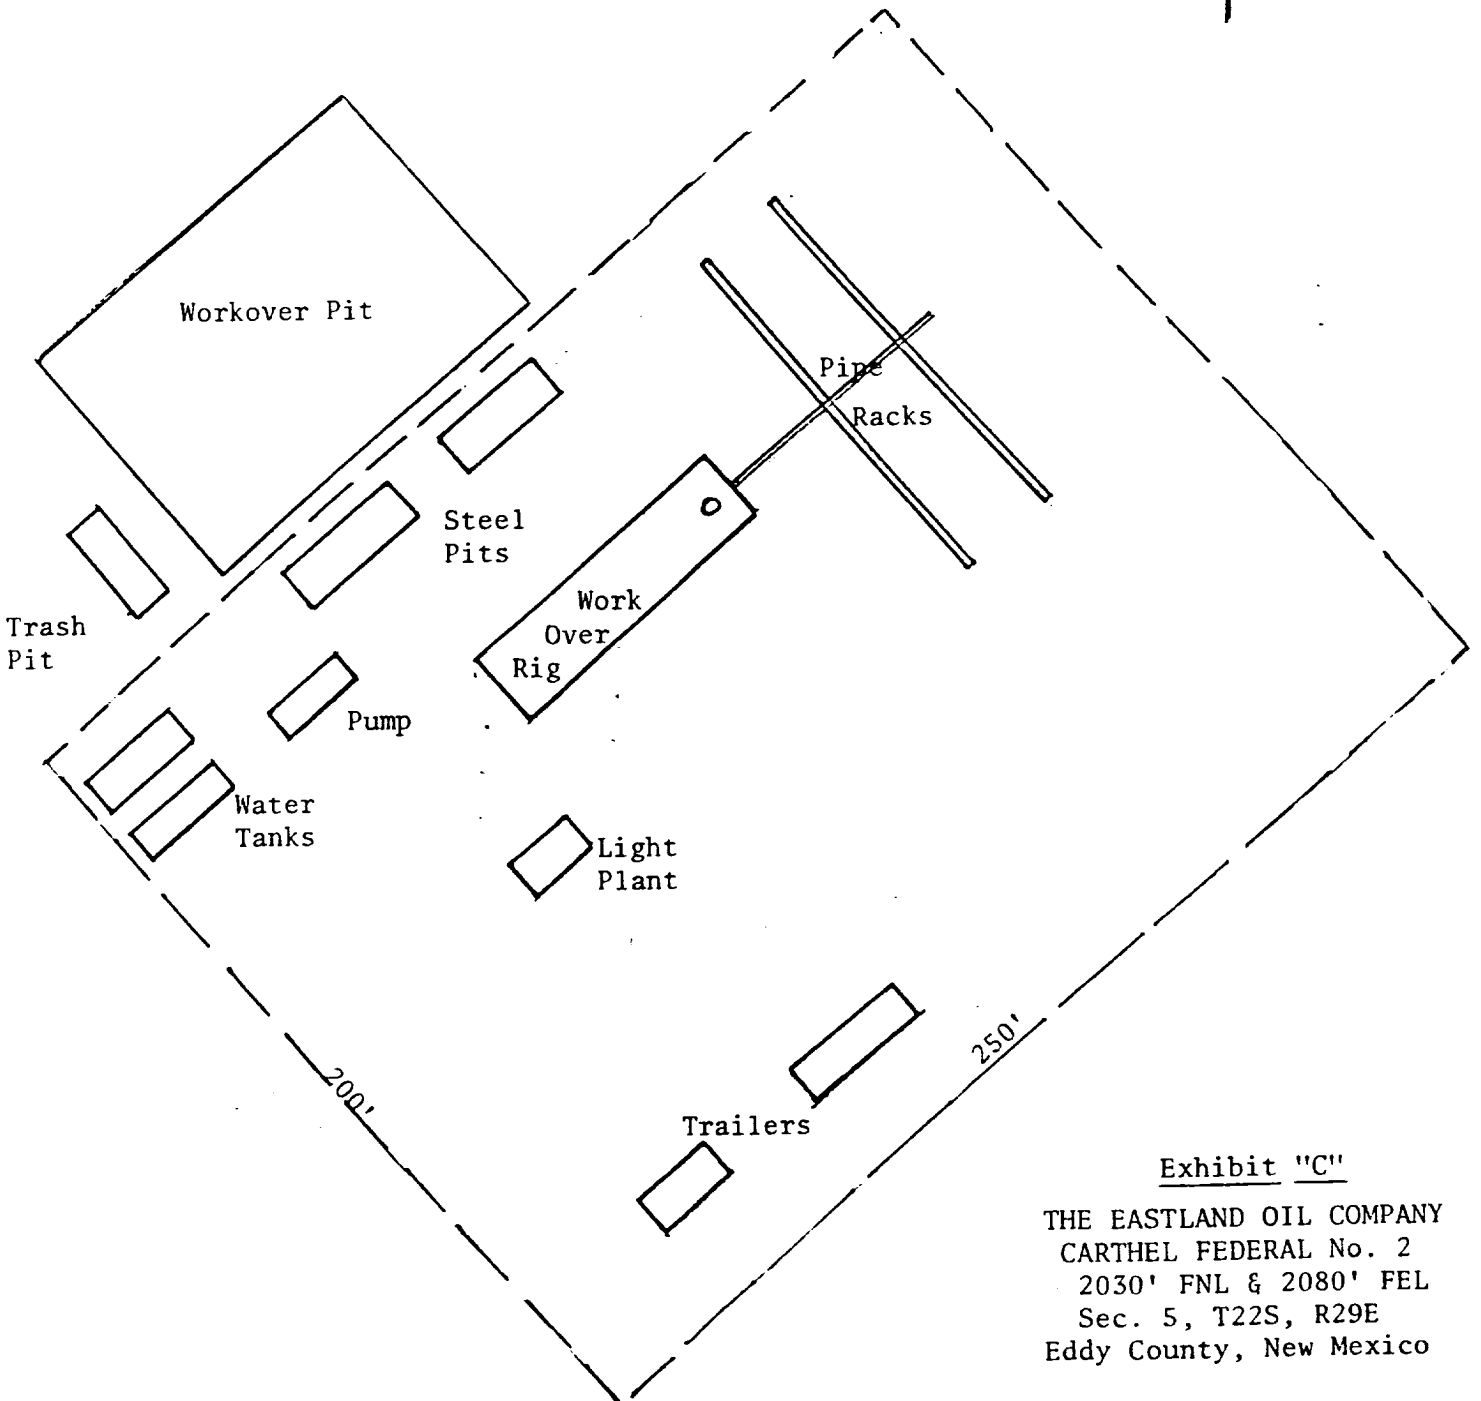 Workover Pit
Pipe
Racks
Steel
Pits
Work
Over
Rig
Trash
Pit
Pump
Water
Tanks
Light
Plant
250'
200'
Trailers
Exhibit "C"
THE EASTLAND OIL COMPANY
CARTHEL FEDERAL No. 2
2030' FNL & 2080' FEL
Sec. 5, T22S, R29E
Eddy County, New Mexico